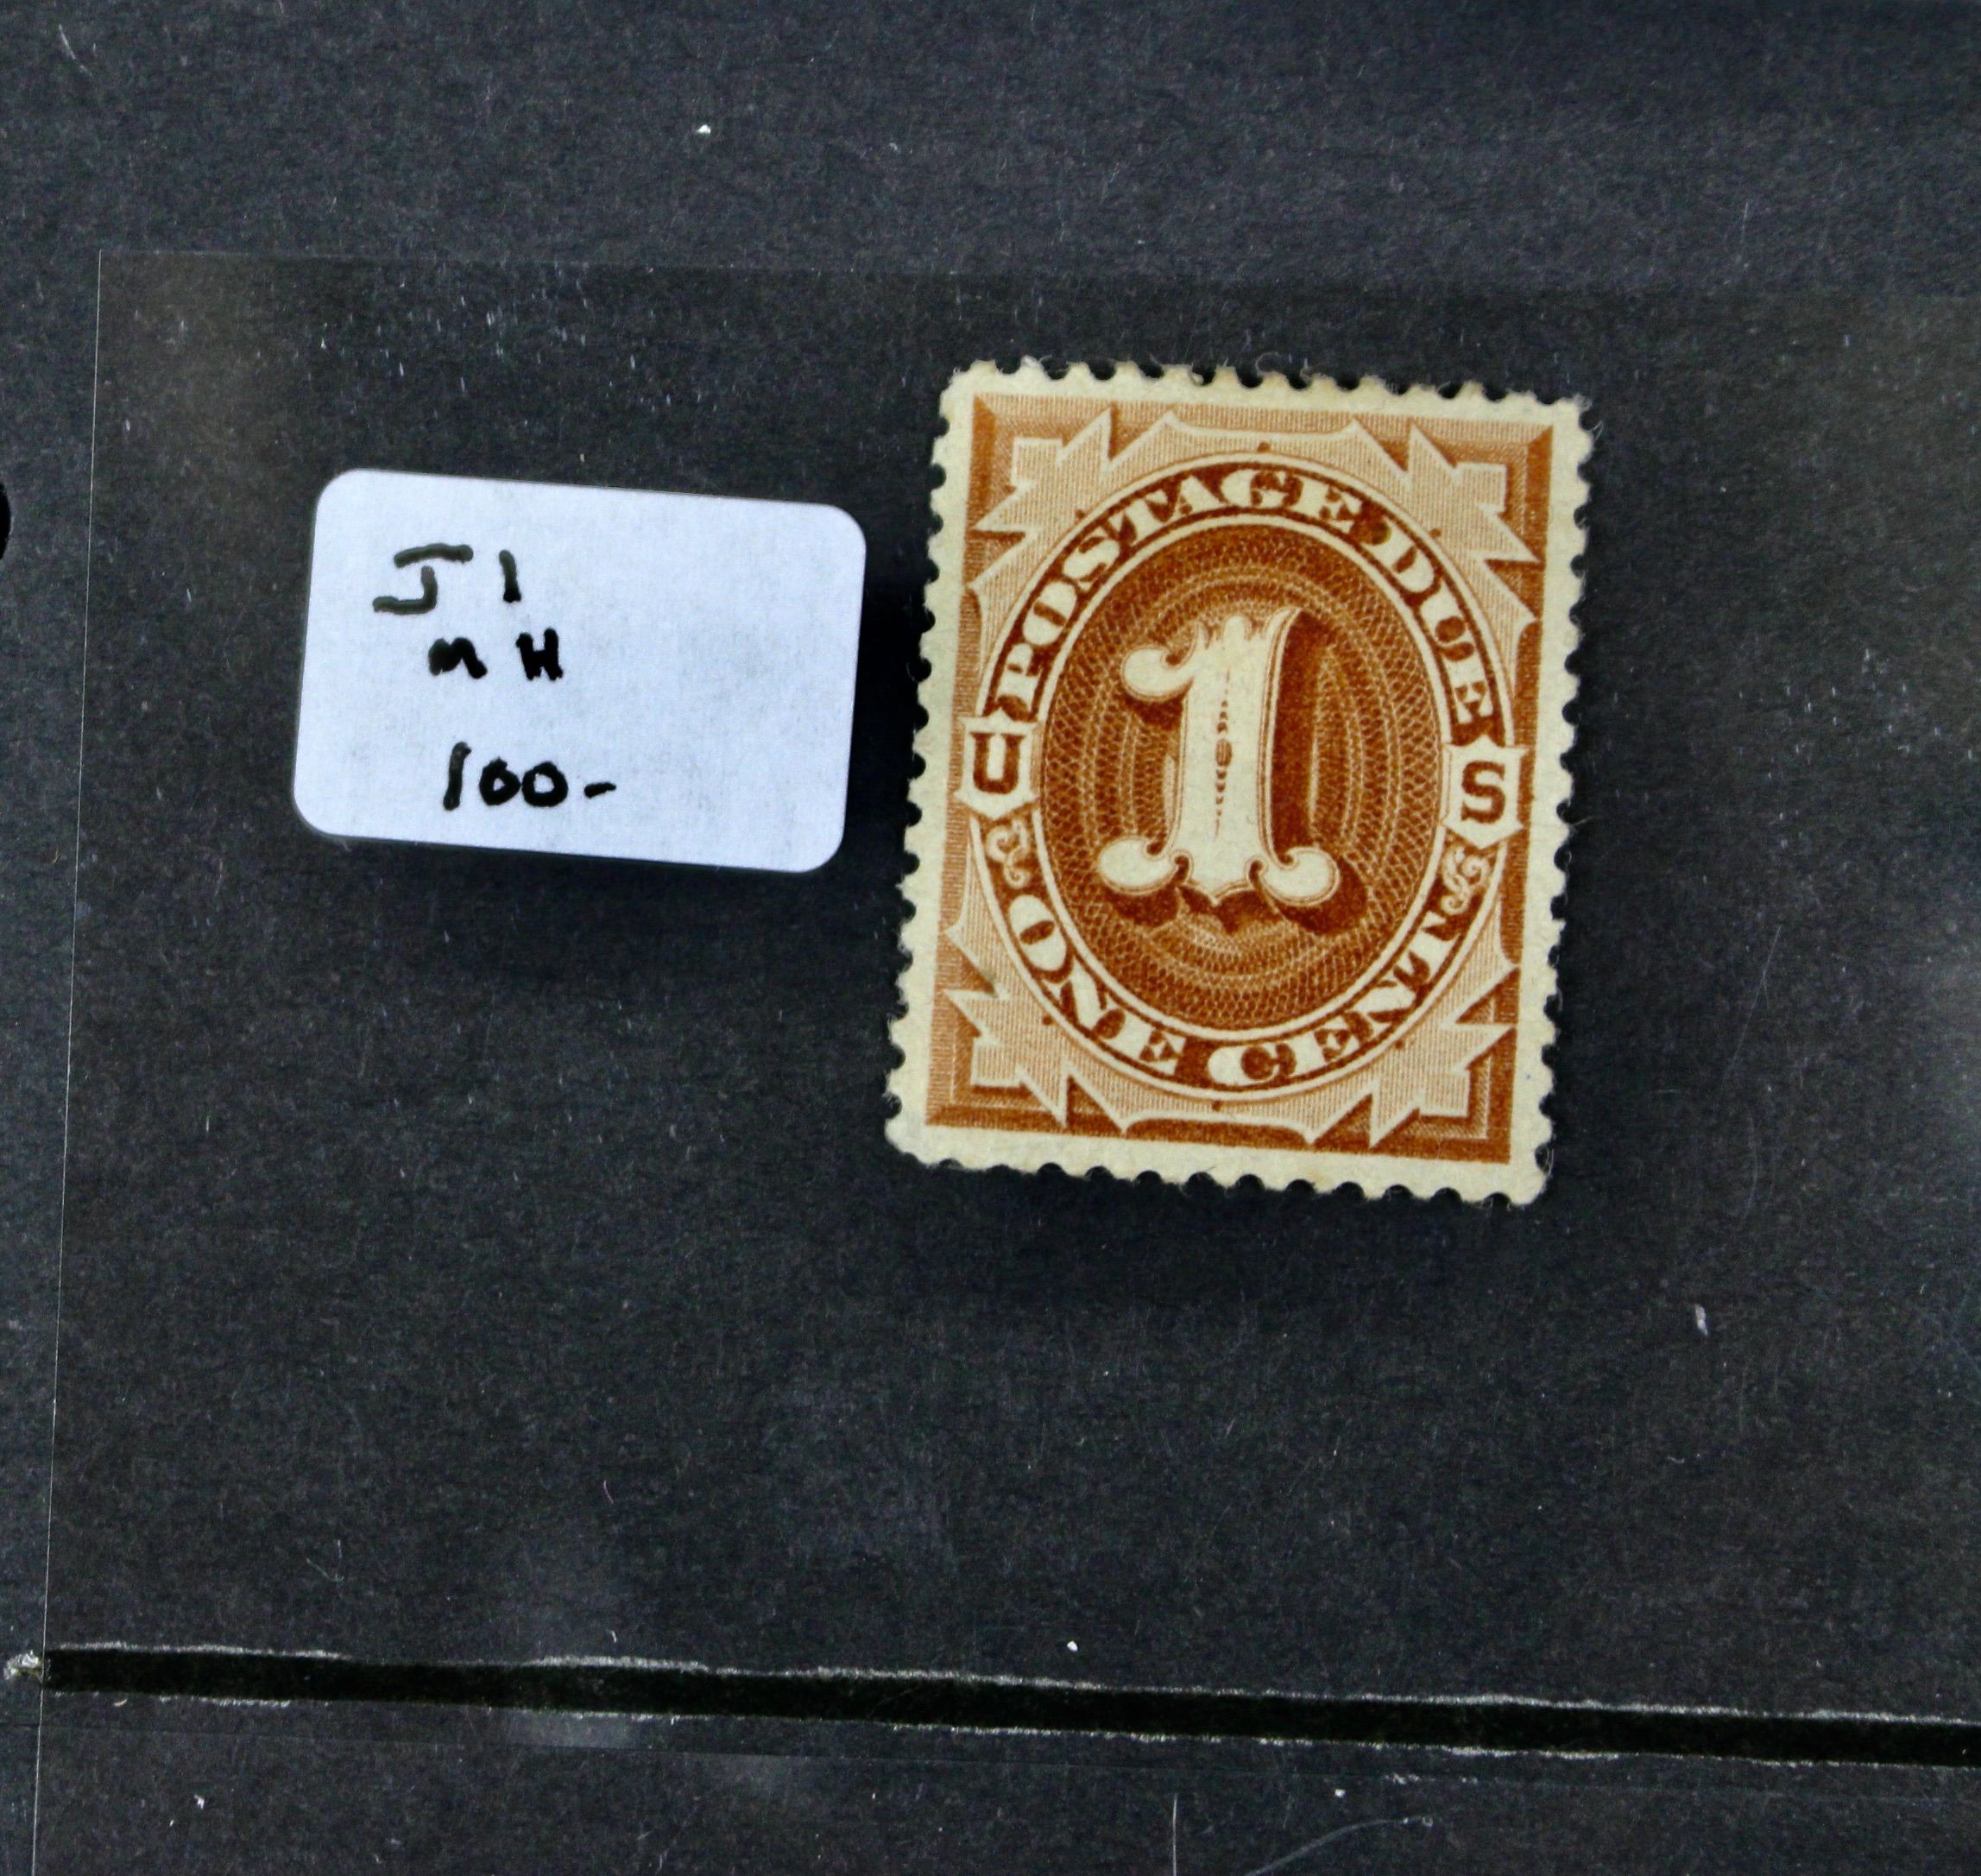 J1
MH
100-
POSTAGE DUE
U S
1
ONE CENT